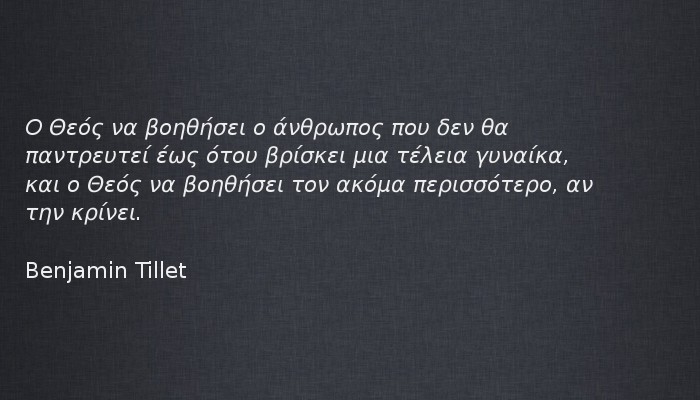 Ο Θεός να βοηθήσει ο άνθρωπος που δεν θα
παντρευτεί έως ότου βρίσκει μια τέλεια γυναίκα,
και ο Θεός να βοηθήσει τον ακόμα περισσότερο, αν
την κρίνει.
Benjamin Tillet